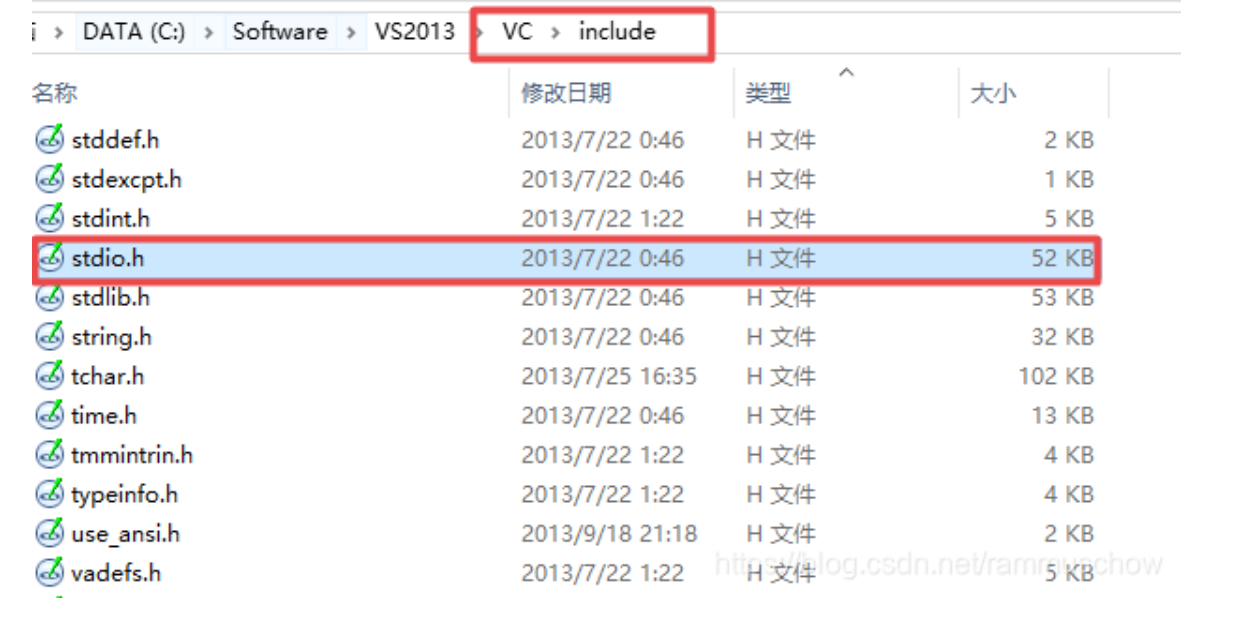 DATA (C:) > Software > VS2013 > VC > include
名称 修改日期 类型 大小
stddef.h 2013/7/22 0:46 H 文件 2 KB
stdexcpt.h 2013/7/22 0:46 H 文件 1 KB
stdint.h 2013/7/22 1:22 H 文件 5 KB
stdio.h 2013/7/22 0:46 H 文件 52 KB
stdlib.h 2013/7/22 0:46 H 文件 53 KB
string.h 2013/7/22 0:46 H 文件 32 KB
tchar.h 2013/7/25 16:35 H 文件 102 KB
time.h 2013/7/22 0:46 H 文件 13 KB
tmmintrin.h 2013/7/22 1:22 H 文件 4 KB
typeinfo.h 2013/7/22 1:22 H 文件 4 KB
use_ansi.h 2013/9/18 21:18 H 文件 2 KB
vadefs.h 2013/7/22 1:22 H 文件 5 KB